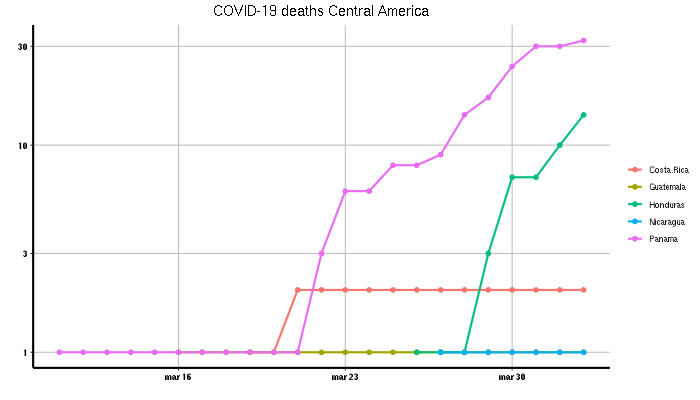 COVID-19 deaths Central America
30
10
3
1
mar 16
mar 23
mar 30
Costa.Rica
Guatemala
Honduras
Nicaragua
Panama